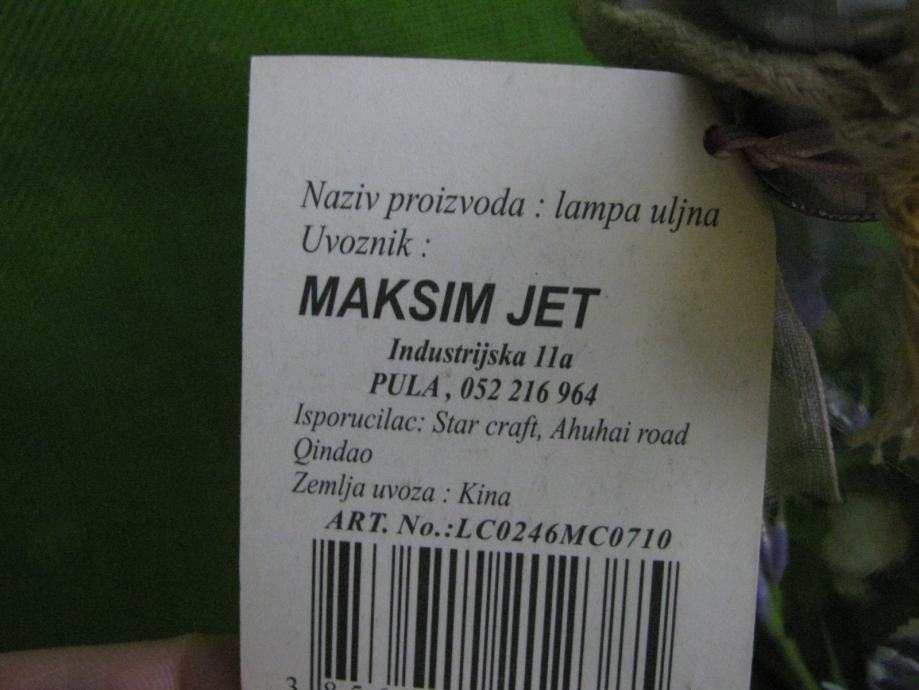 Naziv proizvoda : lampa uljna
Uvoznik :
MAKSIM JET
Industrijska 11a
PULA , 052 216 964
Isporucilac: Star craft, Ahuhai road
Qindao
Zemlja uvoza : Kina
ART. No.:LC0246MC0710